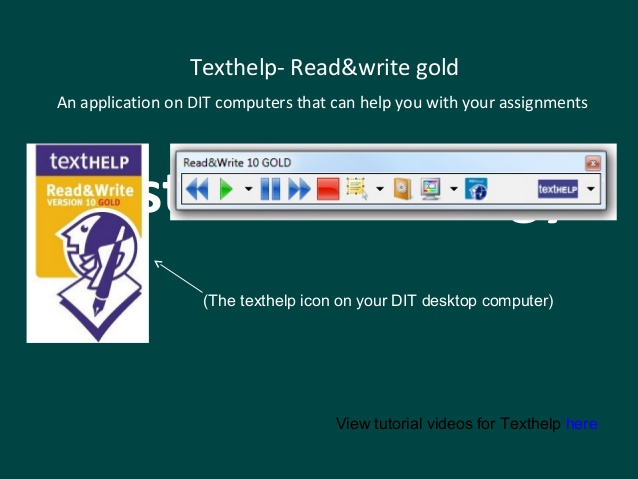 Texthelp- Read&write gold
An application on DIT computers that can help you with your assignments
textHELP
Read&Write
VERSION 10 GOLD
Read&Write 10 GOLD
textHELP
(The texthelp icon on your DIT desktop computer)
View tutorial videos for Texthelp here